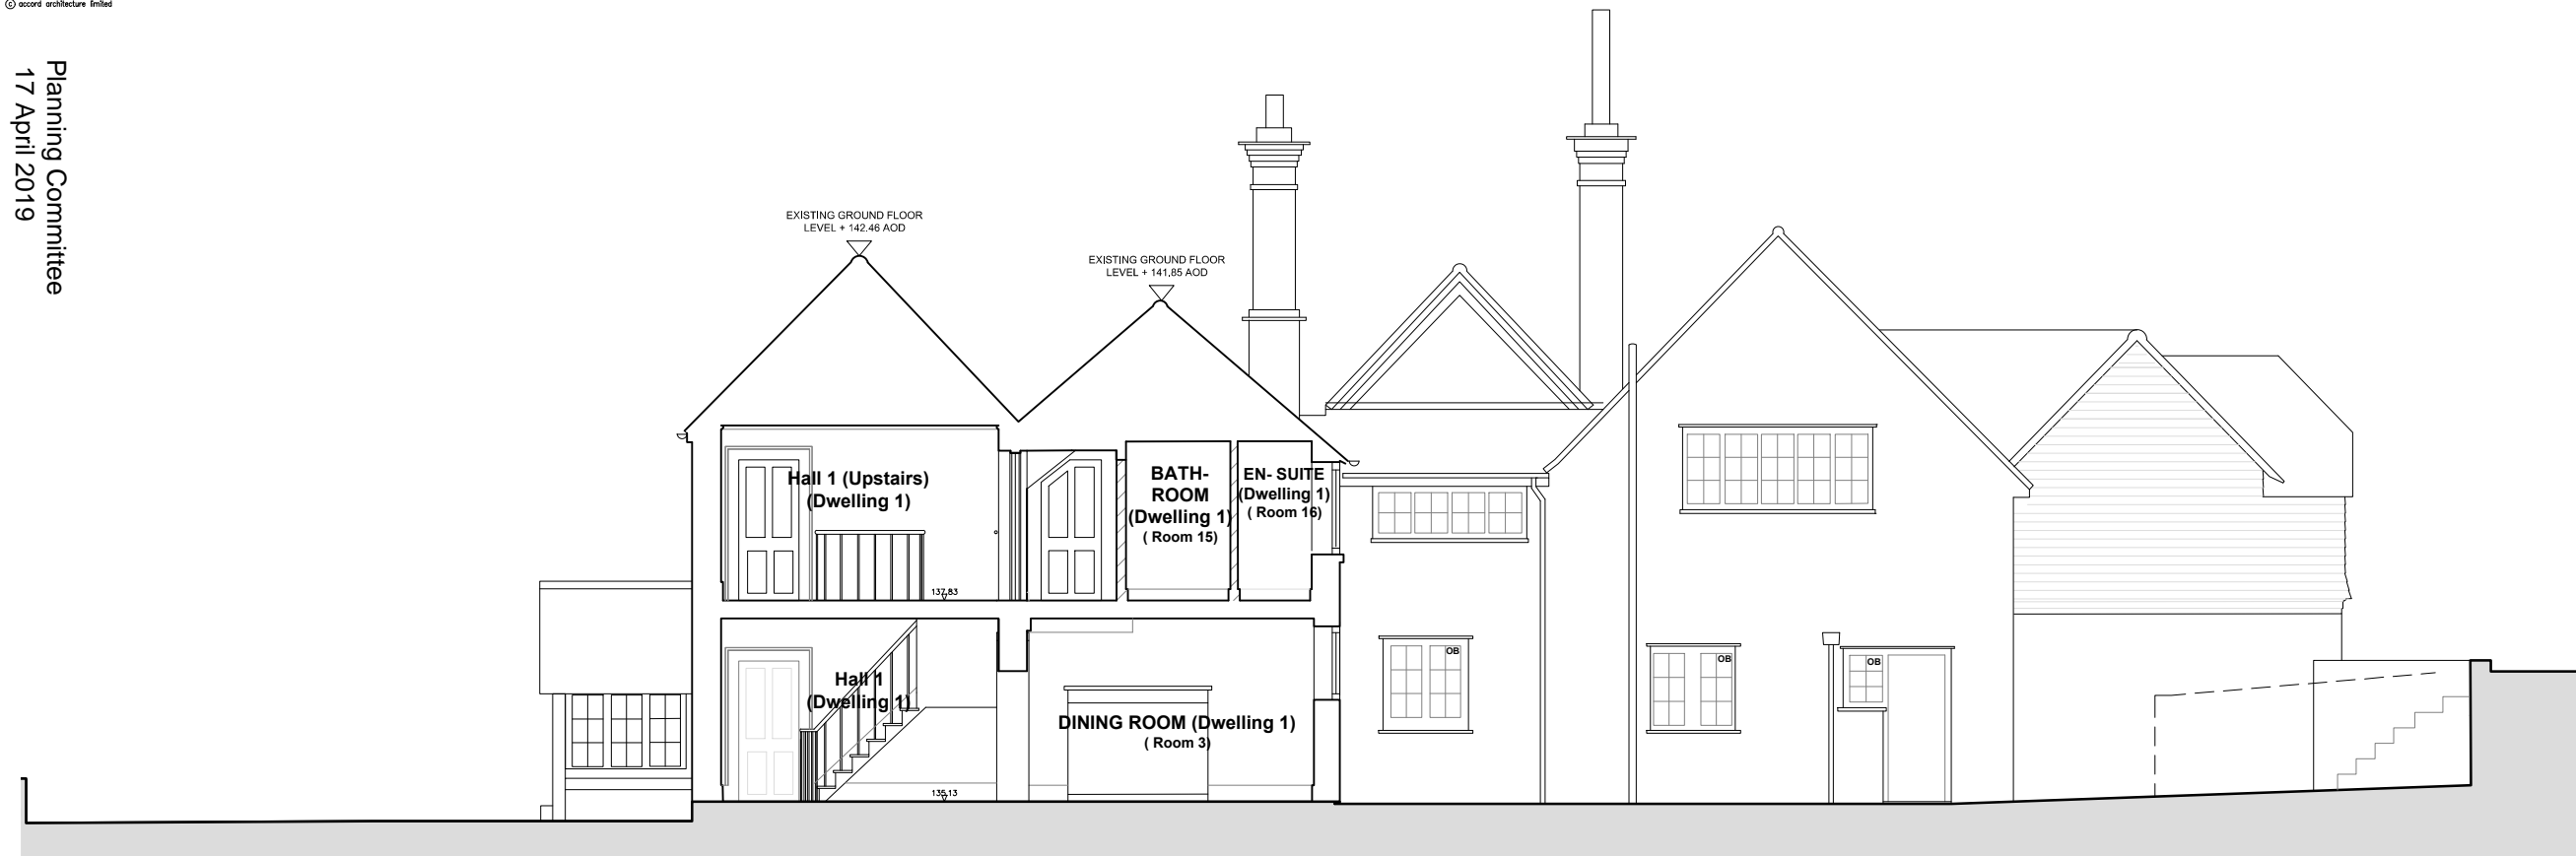 © accord architecture limited
Planning Committee
17 April 2019
EXISTING GROUND FLOOR
LEVEL + 142.46 AOD
EXISTING GROUND FLOOR
LEVEL + 141,85 AOD
Hall 1 (Upstairs)
(Dwelling 1)
BATH-
ROOM
(Dwelling 1)
( Room 15)
EN- SUITE
(Dwelling 1)
( Room 16)
137,83
Hall 1
(Dwelling 1)
DINING ROOM (Dwelling 1)
( Room 3)
135,13
OB
OB
OB